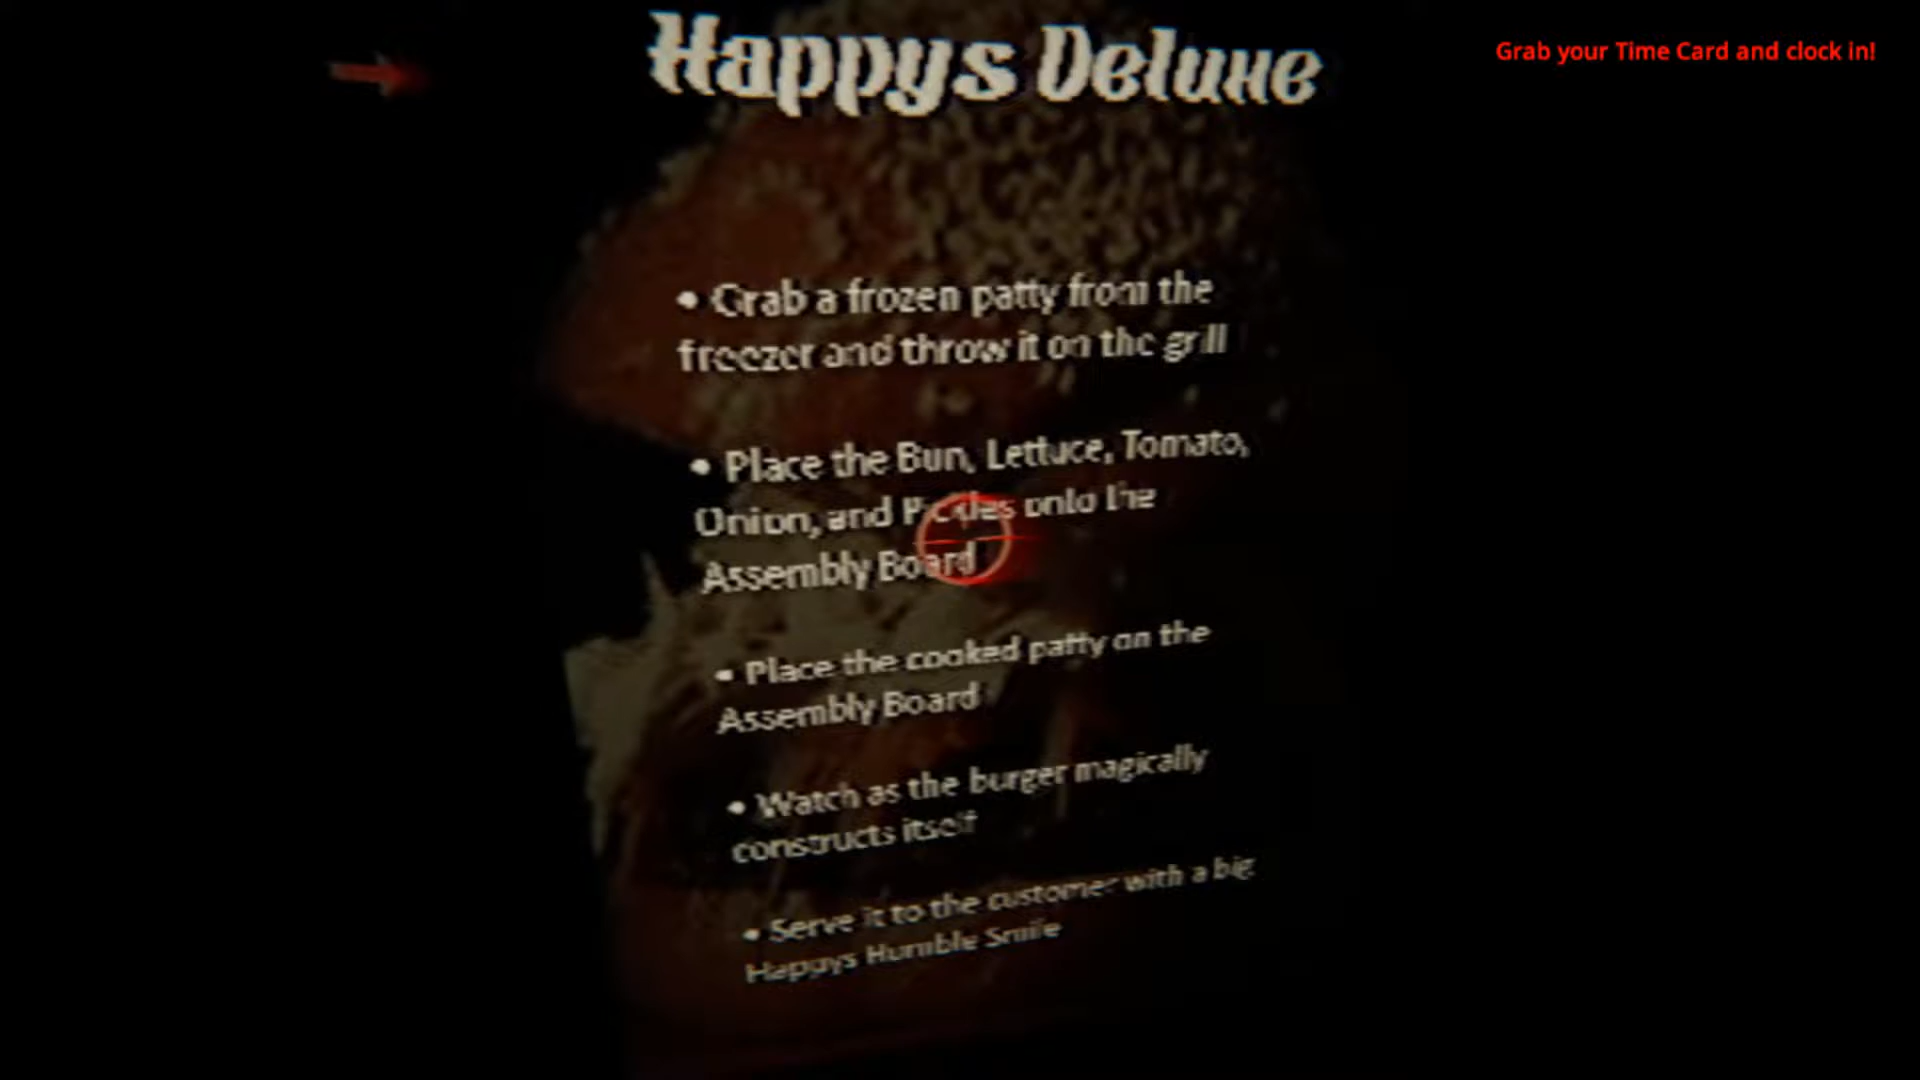 Happys Deluxe
Grab your Time Card and clock in!
• Grab a frozen patty from the
freezer and throw it on the grill
• Place the Bun, Lettuce, Tomato,
Onion, and Pickles onto the
Assembly Board
• Place the cooked patty on the
Assembly Board
• Watch as the burger magically
constructs itself
• Serve it to the customer with a big
Happys Humble Smile